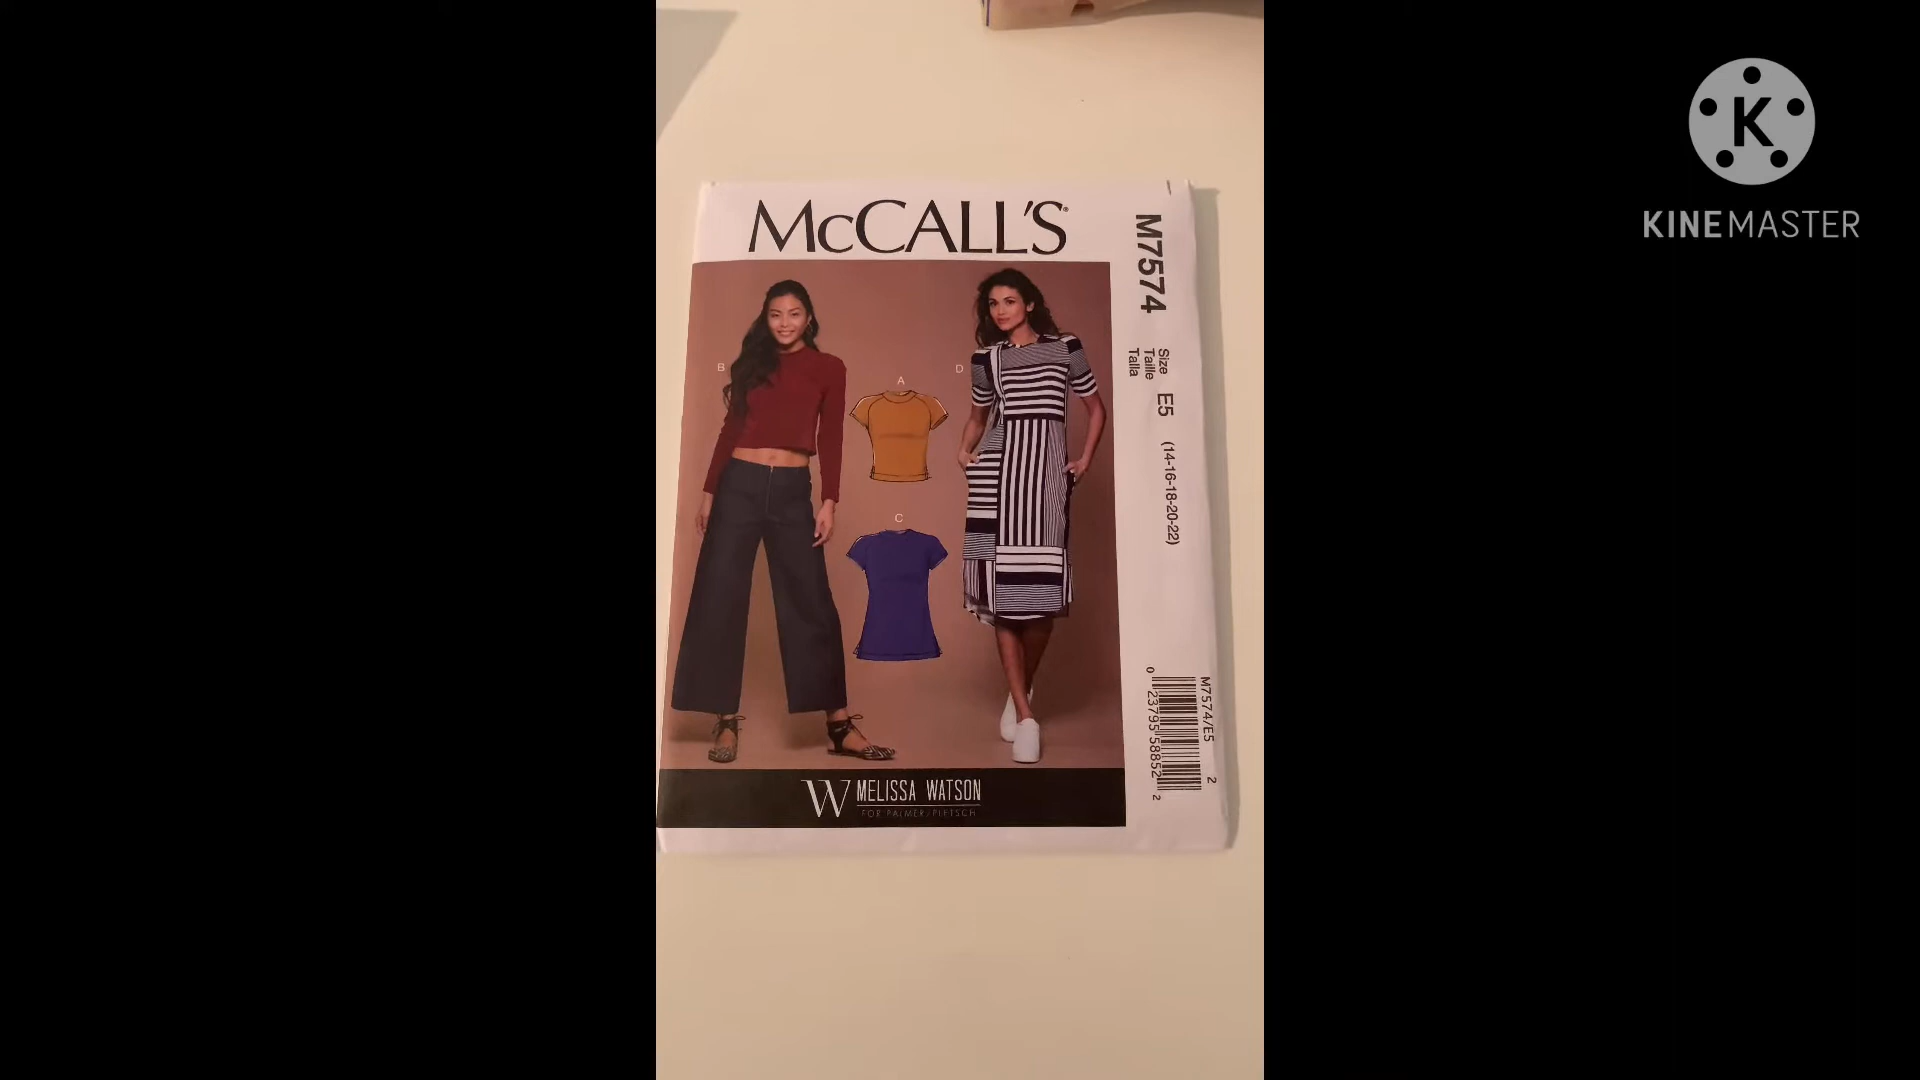 McCALL'S®
M7574
Size
Taille
Talla
E5
(14-16-18-20-22)
B
A
D
C
W MELISSA WATSON
FOR PALMER/PLETSCH
M7574/E5
0 23795 58852 2
2
K
KINEMASTER